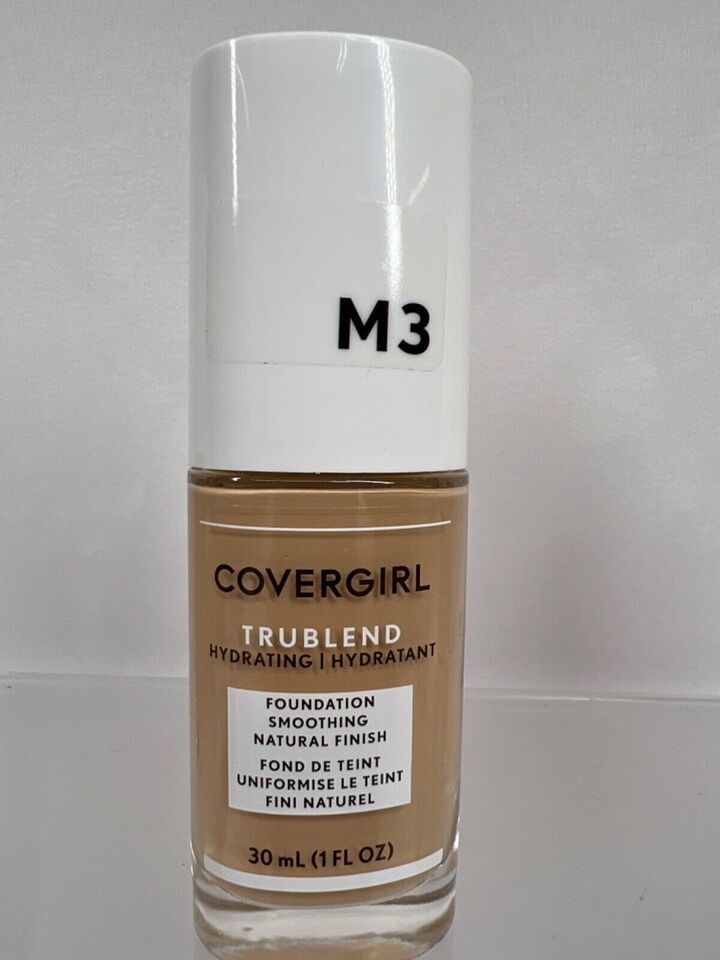 M3
COVERGIRL
TRUBLEND
HYDRATING | HYDRATANT
FOUNDATION
SMOOTHING
NATURAL FINISH
FOND DE TEINT
UNIFORMISE LE TEINT
FINI NATUREL
30 mL (1 FL OZ)